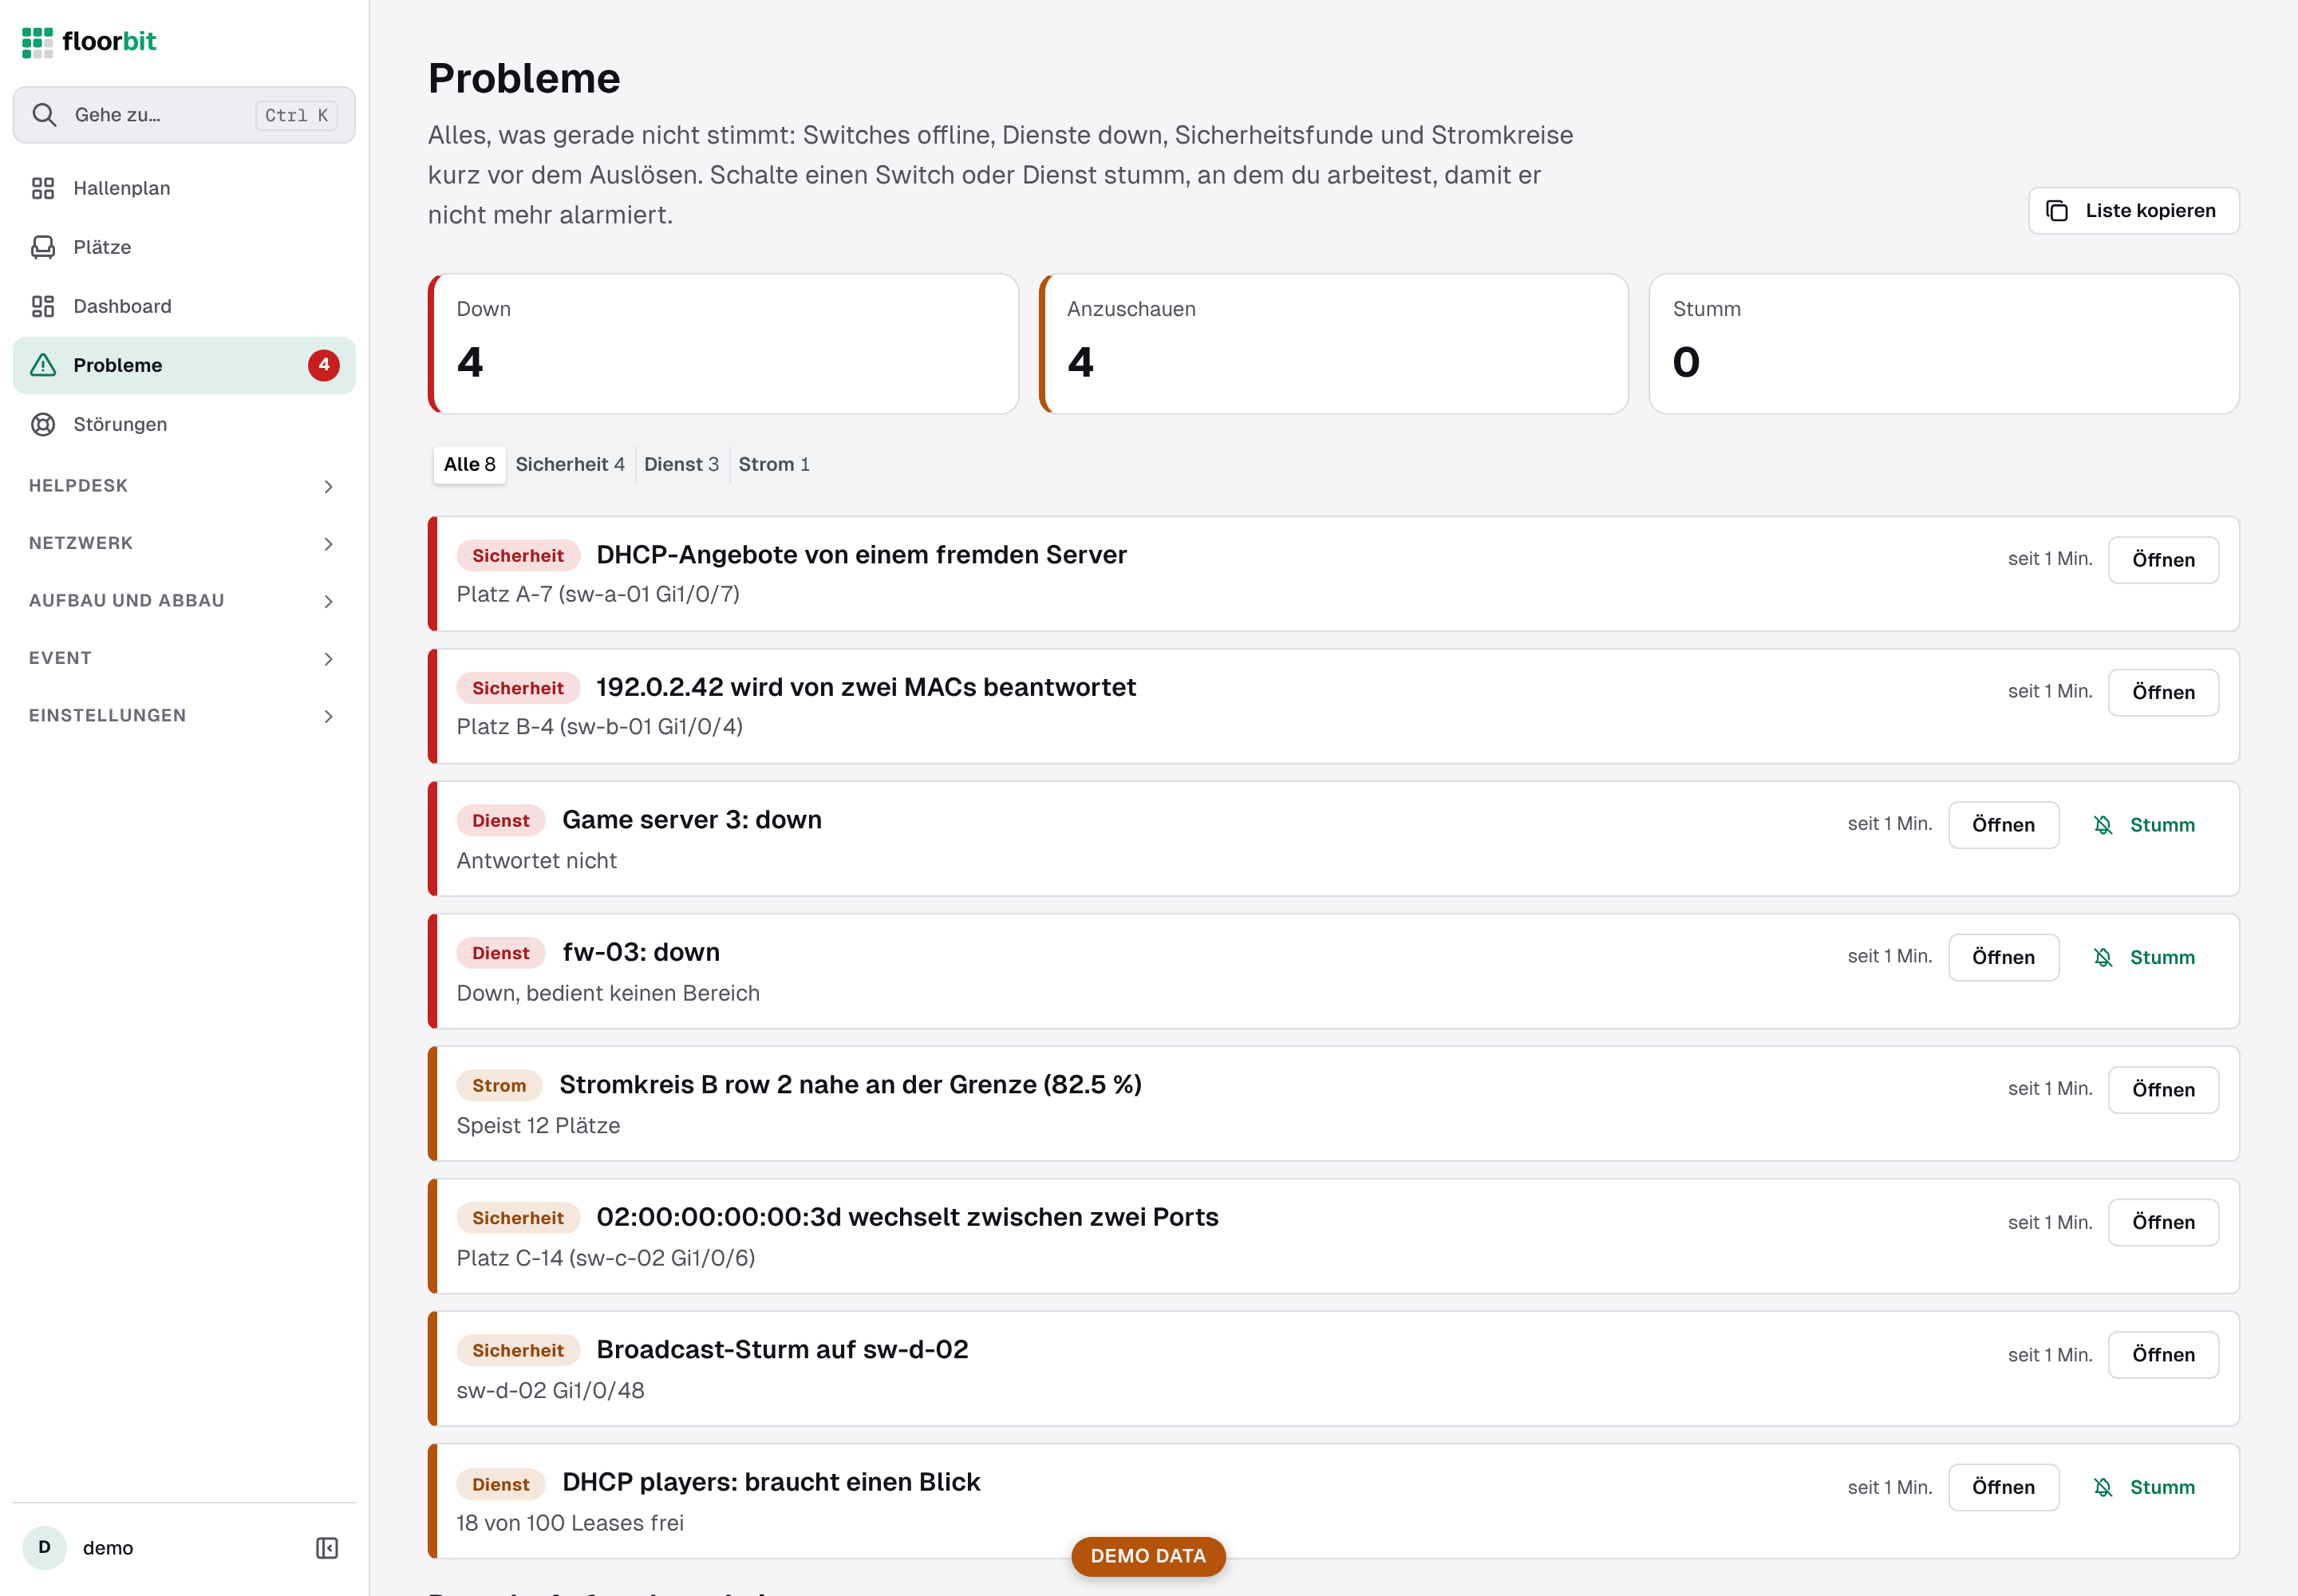 floorbit
Gehe zu...
Ctrl K
Hallenplan
Plätze
Dashboard
Probleme
4
Störungen
HELPDESK
NETZWERK
AUFBAU UND ABBAU
EVENT
EINSTELLUNGEN
D
demo
Probleme
Alles, was gerade nicht stimmt: Switches offline, Dienste down, Sicherheitsfunde und Stromkreise
kurz vor dem Auslösen. Schalte einen Switch oder Dienst stumm, an dem du arbeitest, damit er
nicht mehr alarmiert.
Liste kopieren
Down
4
Anzuschauen
4
Stumm
0
Alle 8
Sicherheit 4
Dienst 3
Strom 1
Sicherheit DHCP-Angebote von einem fremden Server
Platz A-7 (sw-a-01 Gi1/0/7)
seit 1 Min. Öffnen
Sicherheit 192.0.2.42 wird von zwei MACs beantwortet
Platz B-4 (sw-b-01 Gi1/0/4)
seit 1 Min. Öffnen
Dienst Game server 3: down
Antwortet nicht
seit 1 Min. Öffnen Stumm
Dienst fw-03: down
Down, bedient keinen Bereich
seit 1 Min. Öffnen Stumm
Strom Stromkreis B row 2 nahe an der Grenze (82.5 %)
Speist 12 Plätze
seit 1 Min. Öffnen
Sicherheit 02:00:00:00:00:3d wechselt zwischen zwei Ports
Platz C-14 (sw-c-02 Gi1/0/6)
seit 1 Min. Öffnen
Sicherheit Broadcast-Sturm auf sw-d-02
sw-d-02 Gi1/0/48
seit 1 Min. Öffnen
Dienst DHCP players: braucht einen Blick
18 von 100 Leases frei
seit 1 Min. Öffnen Stumm
DEMO DATA